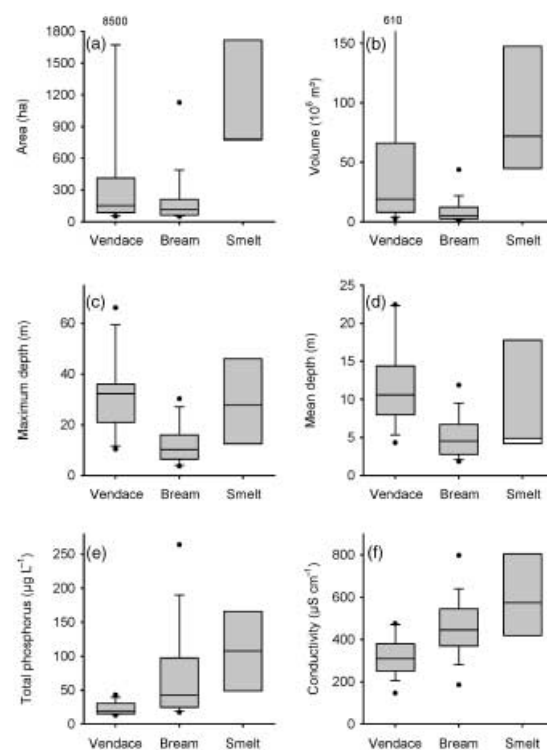 8500
610
1800
1500
1200
900
600
300
0
Area (ha)
(a)
Vendace Bream Smelt
150
100
50
0
Volume (10⁶ m³)
(b)
Vendace Bream Smelt
60
40
20
0
Maximum depth (m)
(c)
Vendace Bream Smelt
25
20
15
10
5
0
Mean depth (m)
(d)
Vendace Bream Smelt
250
200
150
100
50
0
Total phosphorus (µg L⁻¹)
(e)
Vendace Bream Smelt
800
600
400
200
0
Conductivity (µS cm⁻¹)
(f)
Vendace Bream Smelt